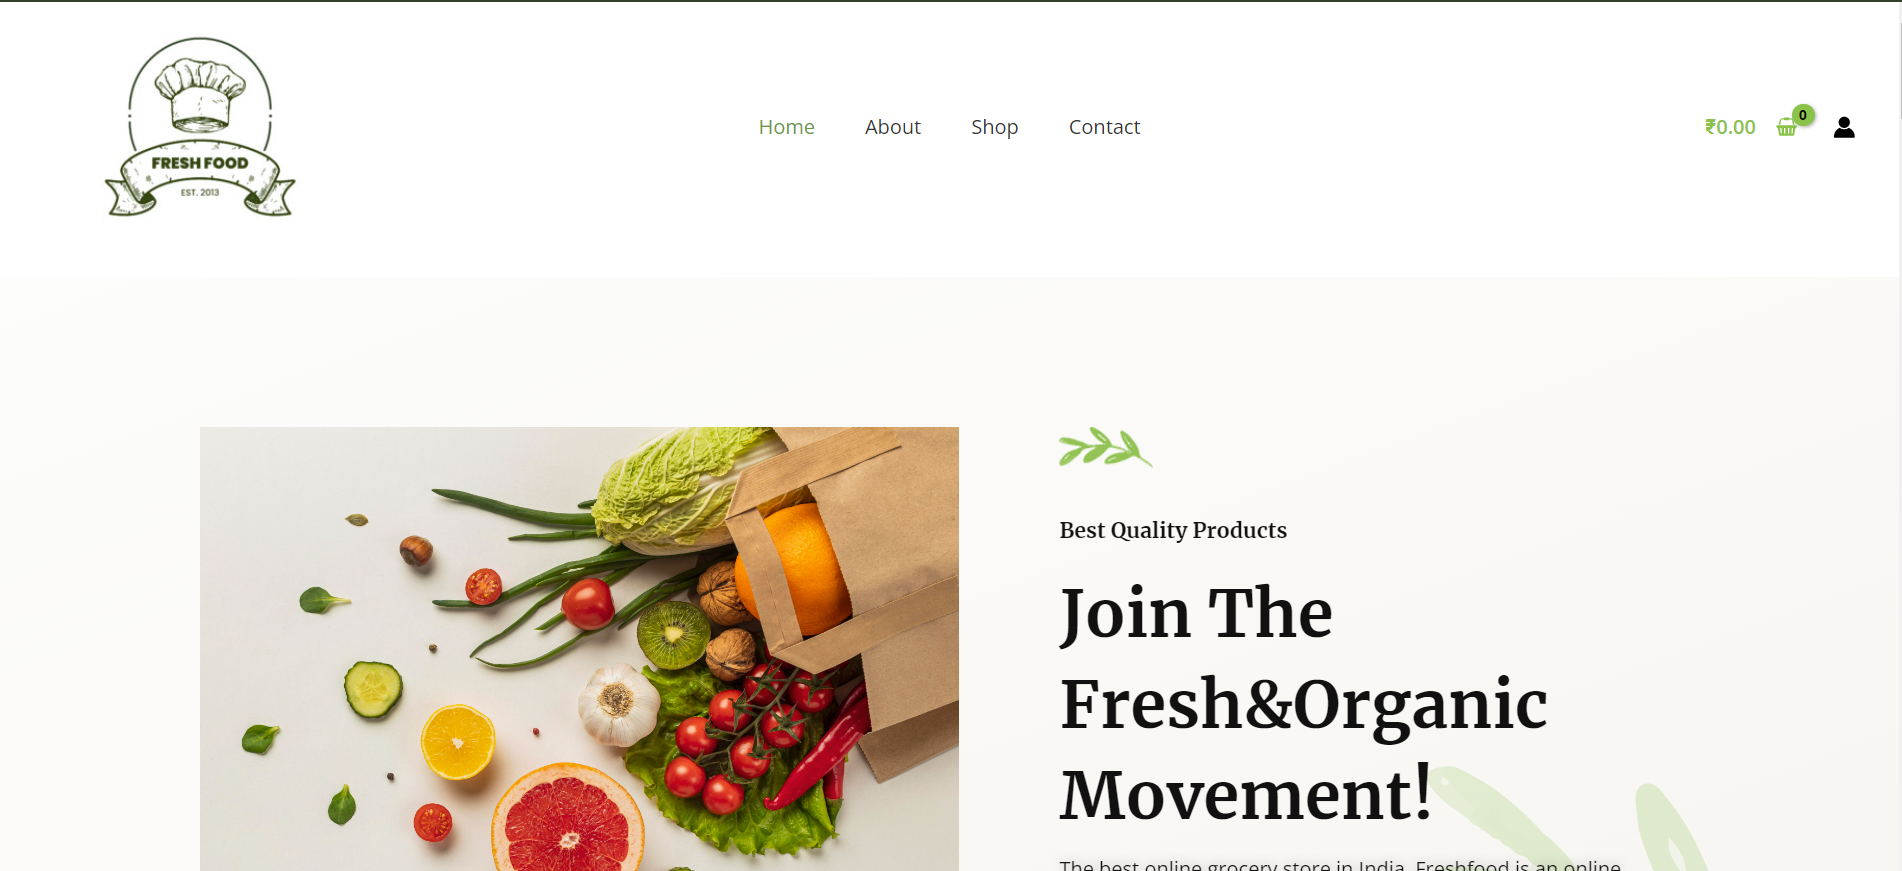 FRESH FOOD
EST. 2013
Home
About
Shop
Contact
₹0.00
0
Best Quality Products
Join The
Fresh&Organic
Movement!
The best online grocery store in India. Freshfood is an online